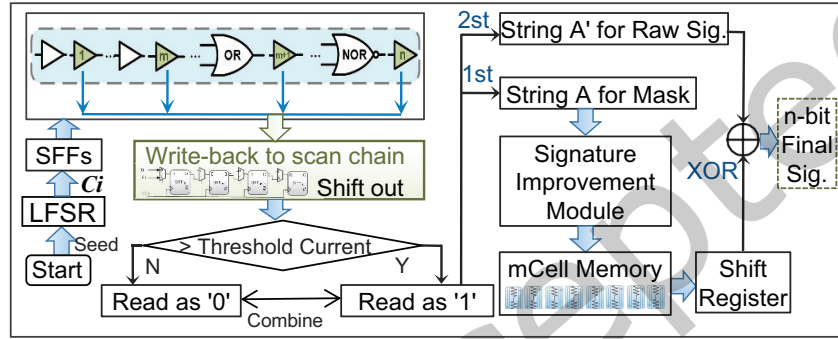 1
...
m
...
OR
m+1
...
NOR
n
2st
String A' for Raw Sig.
1st
String A for Mask
n-bit
Final
Sig.
XOR
Write-back to scan chain
Shift out
SFFs
Ci
LFSR
Seed
Start
Signature
Improvement
Module
> Threshold Current
N
Y
mCell Memory
Shift
Register
Read as '0'
Combine
Read as '1'